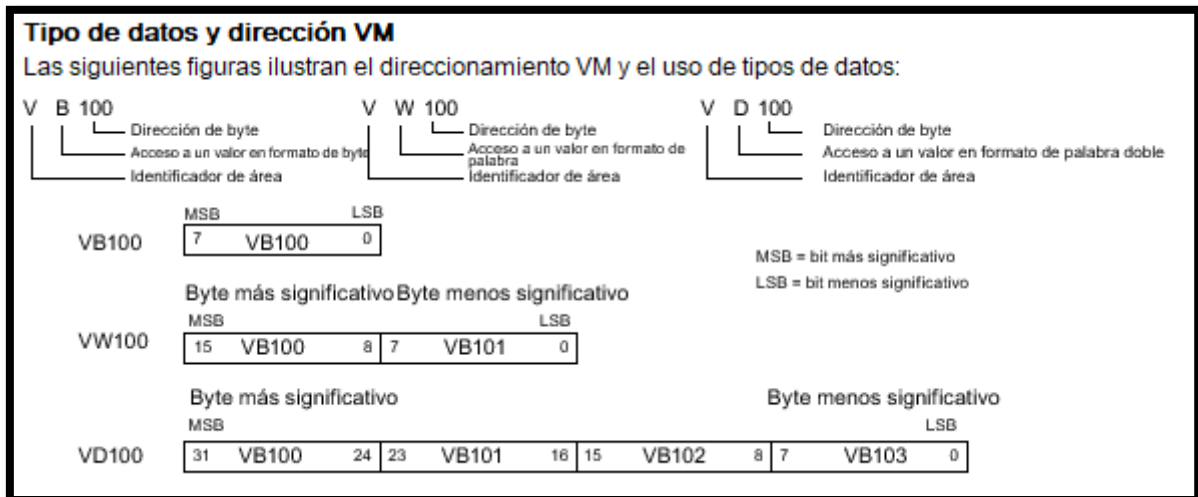 Tipo de datos y dirección VM
Las siguientes figuras ilustran el direccionamiento VM y el uso de tipos de datos:
V B 100
Dirección de byte
Acceso a un valor en formato de byte
Identificador de área
V W 100
Dirección de byte
Acceso a un valor en formato de
palabra
Identificador de área
V D 100
Dirección de byte
Acceso a un valor en formato de palabra doble
Identificador de área
MSB LSB
VB100 7 VB100 0
MSB = bit más significativo
LSB = bit menos significativo
Byte más significativo Byte menos significativo
MSB LSB
VW100 15 VB100 8 7 VB101 0
Byte más significativo Byte menos significativo
MSB LSB
VD100 31 VB100 24 23 VB101 16 15 VB102 8 7 VB103 0